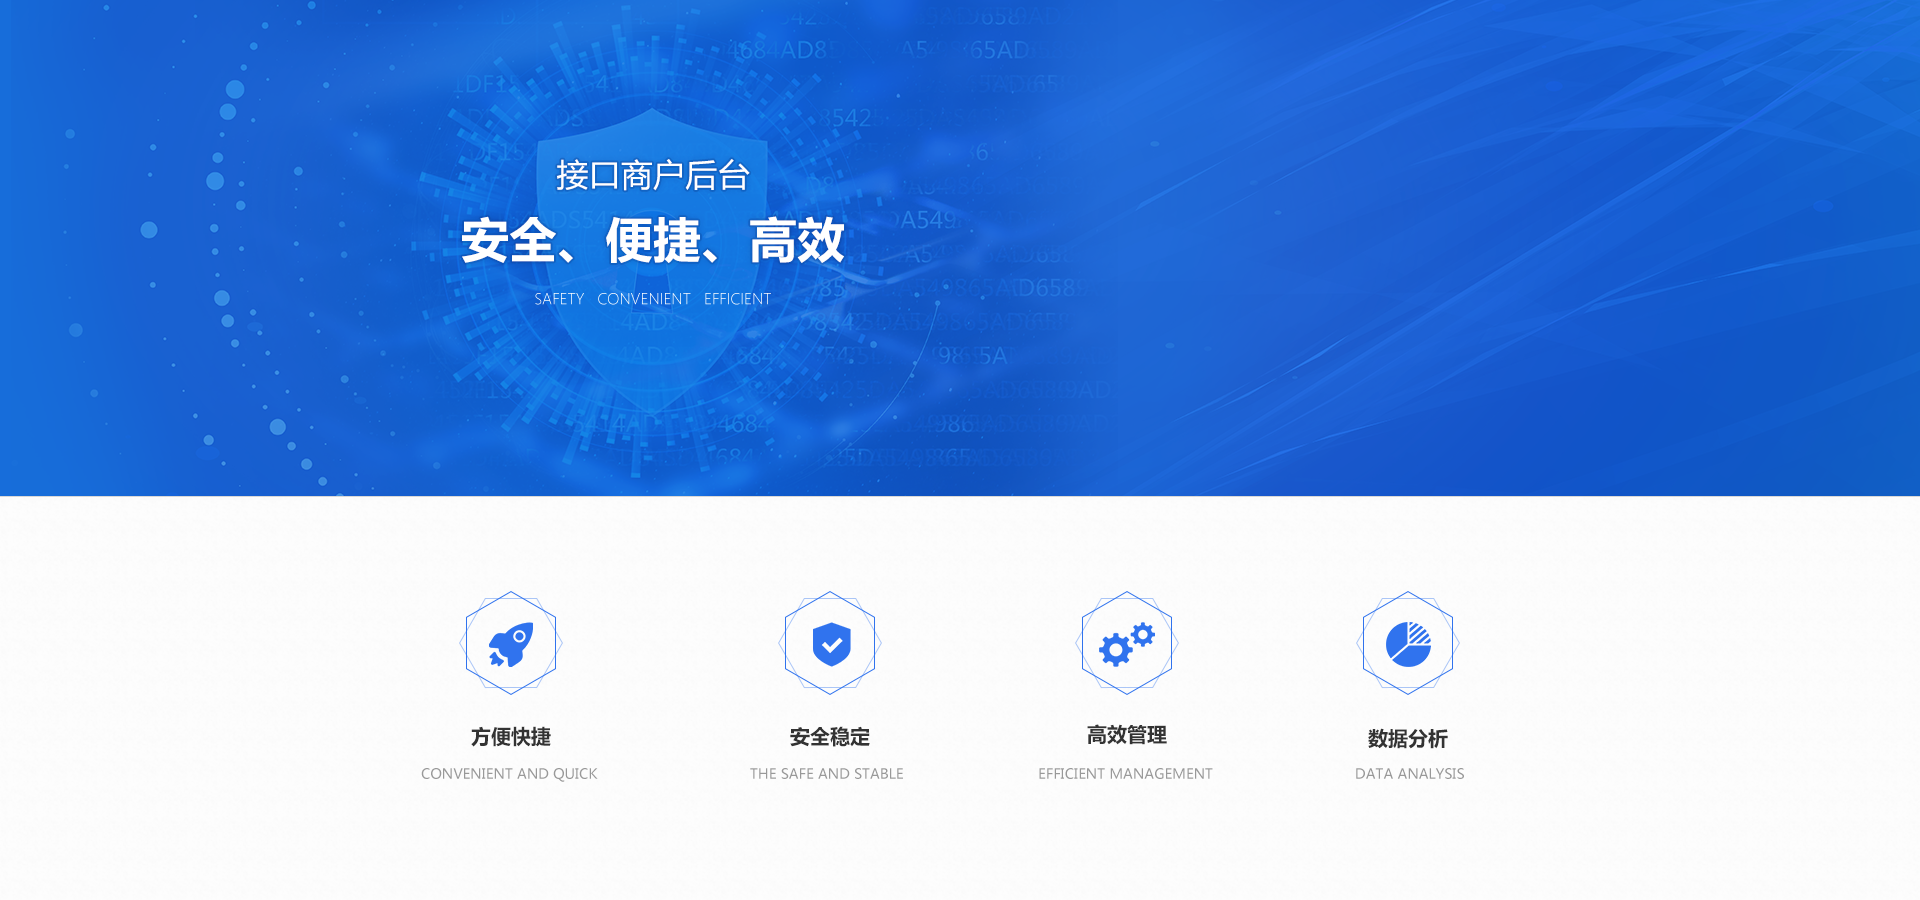 接口商户后台
安全、便捷、高效
SAFETY CONVENIENT EFFICIENT
方便快捷
安全稳定
高效管理
数据分析
CONVENIENT AND QUICK
THE SAFE AND STABLE
EFFICIENT MANAGEMENT
DATA ANALYSIS